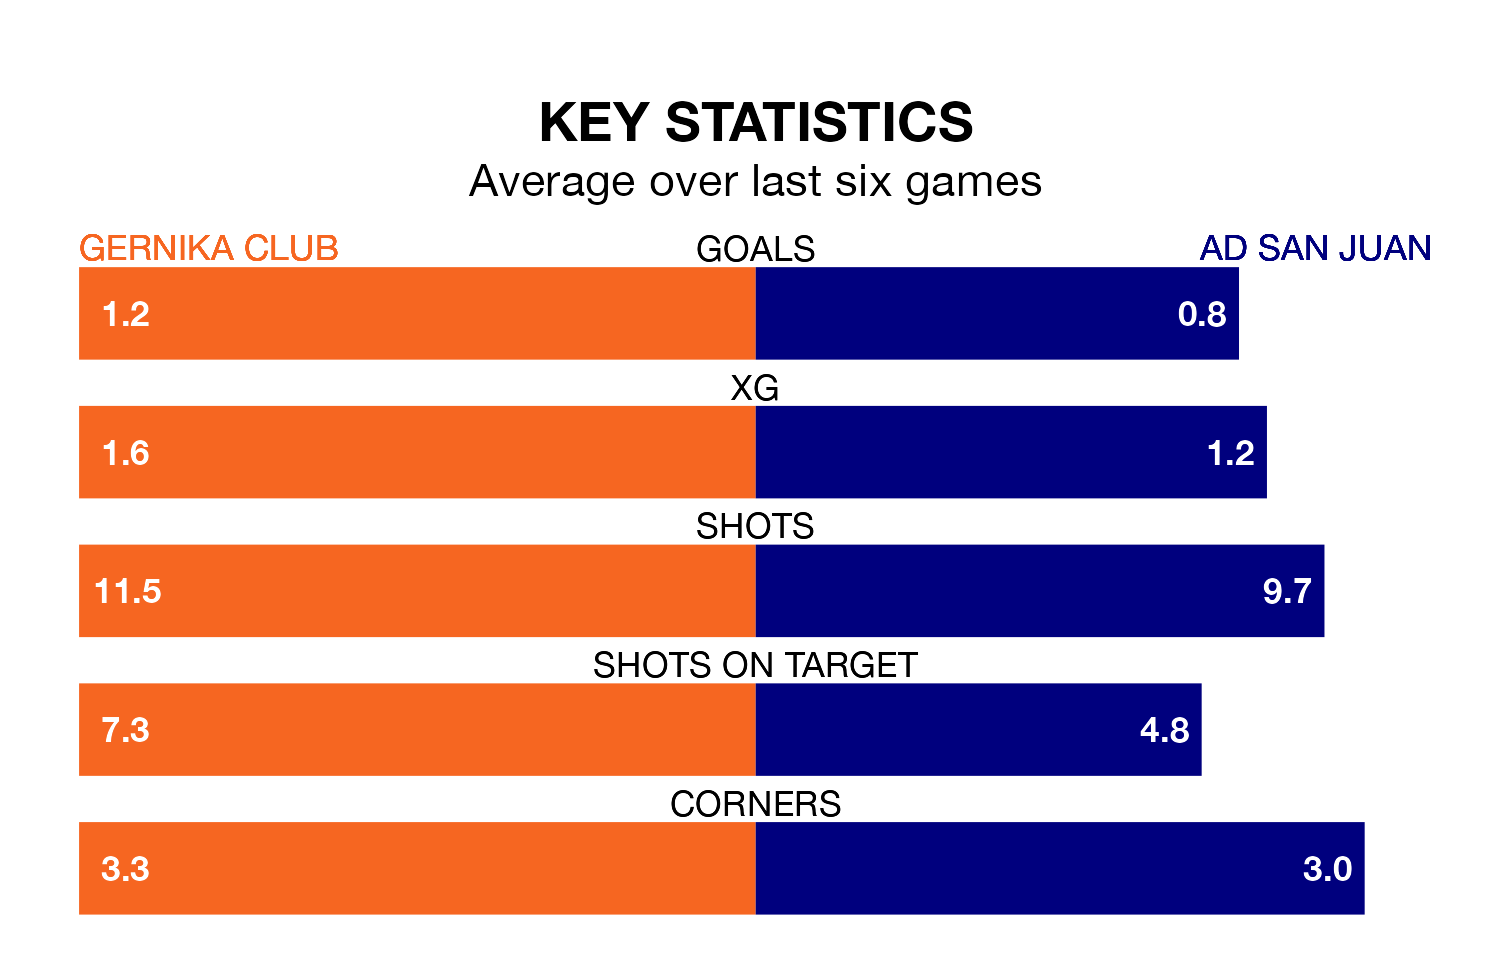 KEY STATISTICS
Average over last six games
GERNIKA CLUB GOALS AD SAN JUAN
1.2 0.8
XG
1.6 1.2
SHOTS
11.5 9.7
SHOTS ON TARGET
7.3 4.8
CORNERS
3.3 3.0